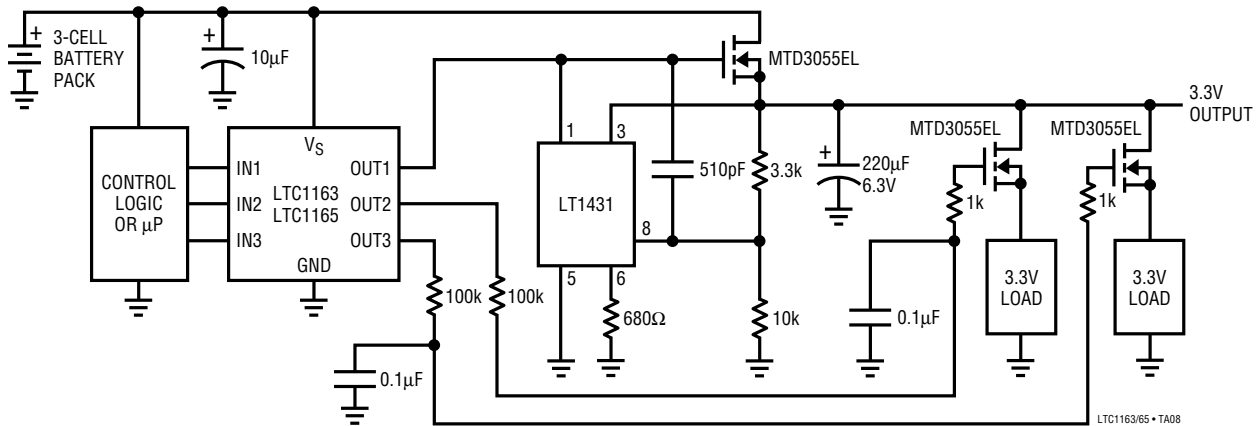 3-CELL
BATTERY
PACK
+
+
10µF
MTD3055EL
3.3V
OUTPUT
CONTROL
LOGIC
OR µP
IN1
IN2
IN3
VS
LTC1163
LTC1165
GND
OUT1
OUT2
OUT3
1
3
LT1431
8
5
6
510pF
3.3k
+
220µF
6.3V
MTD3055EL
MTD3055EL
1k
1k
100k
100k
680Ω
10k
0.1µF
0.1µF
3.3V
LOAD
3.3V
LOAD
LTC1163/65 • TA08